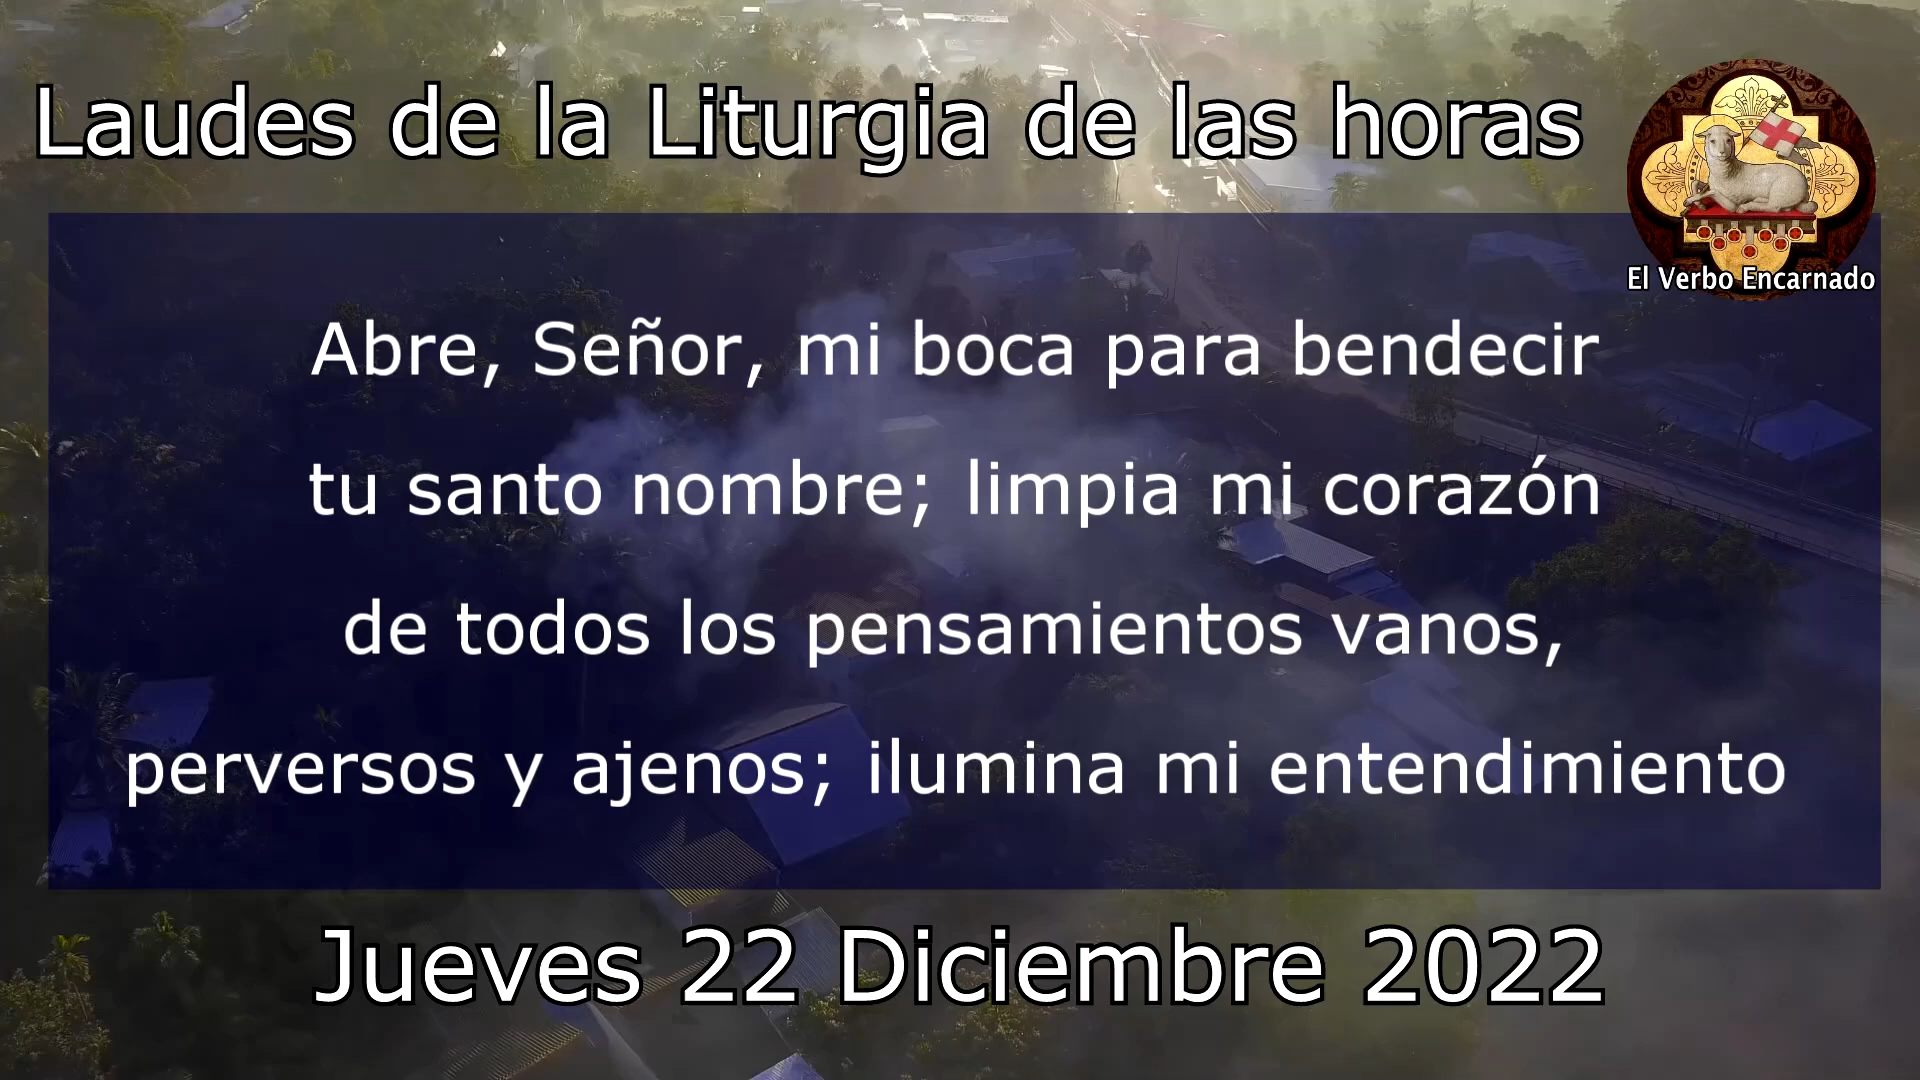 Laudes de la Liturgia de las horas
El Verbo Encarnado
Abre, Señor, mi boca para bendecir
tu santo nombre; limpia mi corazón
de todos los pensamientos vanos,
perversos y ajenos; ilumina mi entendimiento
Jueves 22 Diciembre 2022